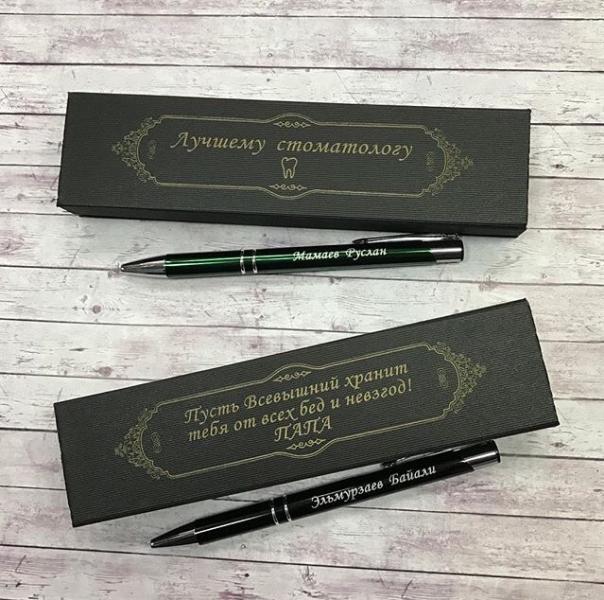 Лучшему стоматологу
Мамаев Руслан
Пусть Всевышний хранит
тебя от всех бед и невзгод!
ПАПА
Эльмурзаев Байали